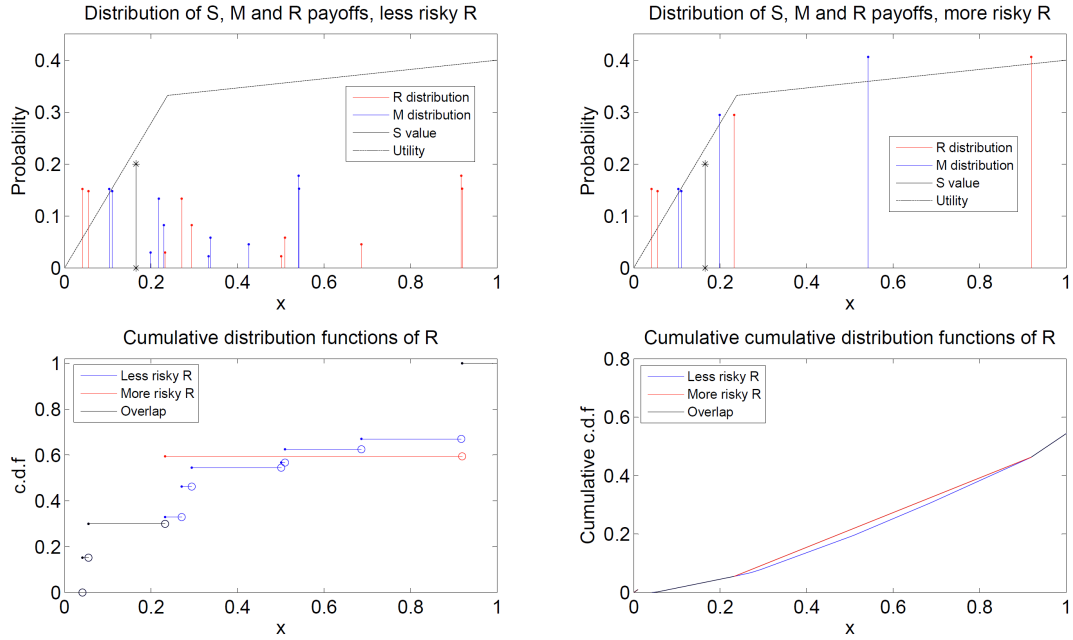 Distribution of S, M and R payoffs, less risky R
Probability
0.4
0.3
0.2
0.1
0
0 0.2 0.4 0.6 0.8 1
x
R distribution
M distribution
S value
Utility
Distribution of S, M and R payoffs, more risky R
Probability
0.4
0.3
0.2
0.1
0
0 0.2 0.4 0.6 0.8 1
x
R distribution
M distribution
S value
Utility
Cumulative distribution functions of R
c.d.f
1
0.8
0.6
0.4
0.2
0
0 0.2 0.4 0.6 0.8 1
x
Less risky R
More risky R
Overlap
Cumulative cumulative distribution functions of R
Cumulative c.d.f
0.8
0.6
0.4
0.2
0
0 0.2 0.4 0.6 0.8 1
x
Less risky R
More risky R
Overlap